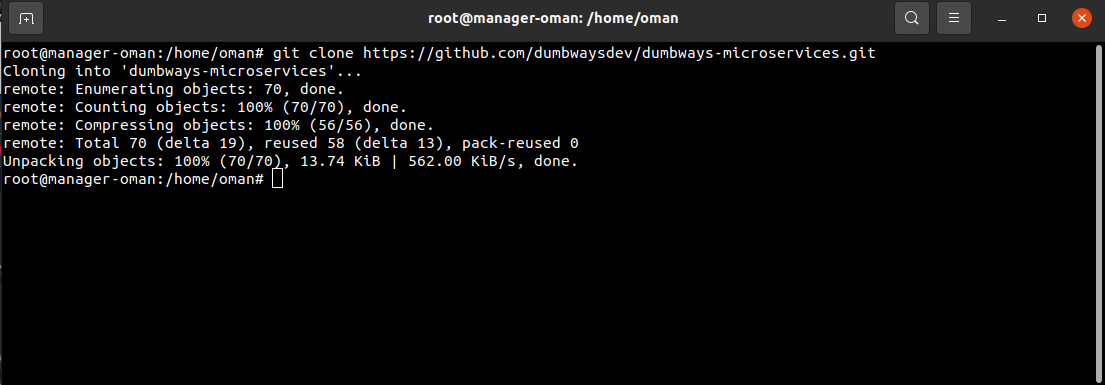 root@manager-oman: /home/oman
root@manager-oman:/home/oman# git clone https://github.com/dumbwaysdev/dumbways-microservices.git
Cloning into 'dumbways-microservices'...
remote: Enumerating objects: 70, done.
remote: Counting objects: 100% (70/70), done.
remote: Compressing objects: 100% (56/56), done.
remote: Total 70 (delta 19), reused 58 (delta 13), pack-reused 0
Unpacking objects: 100% (70/70), 13.74 KiB | 562.00 KiB/s, done.
root@manager-oman:/home/oman#